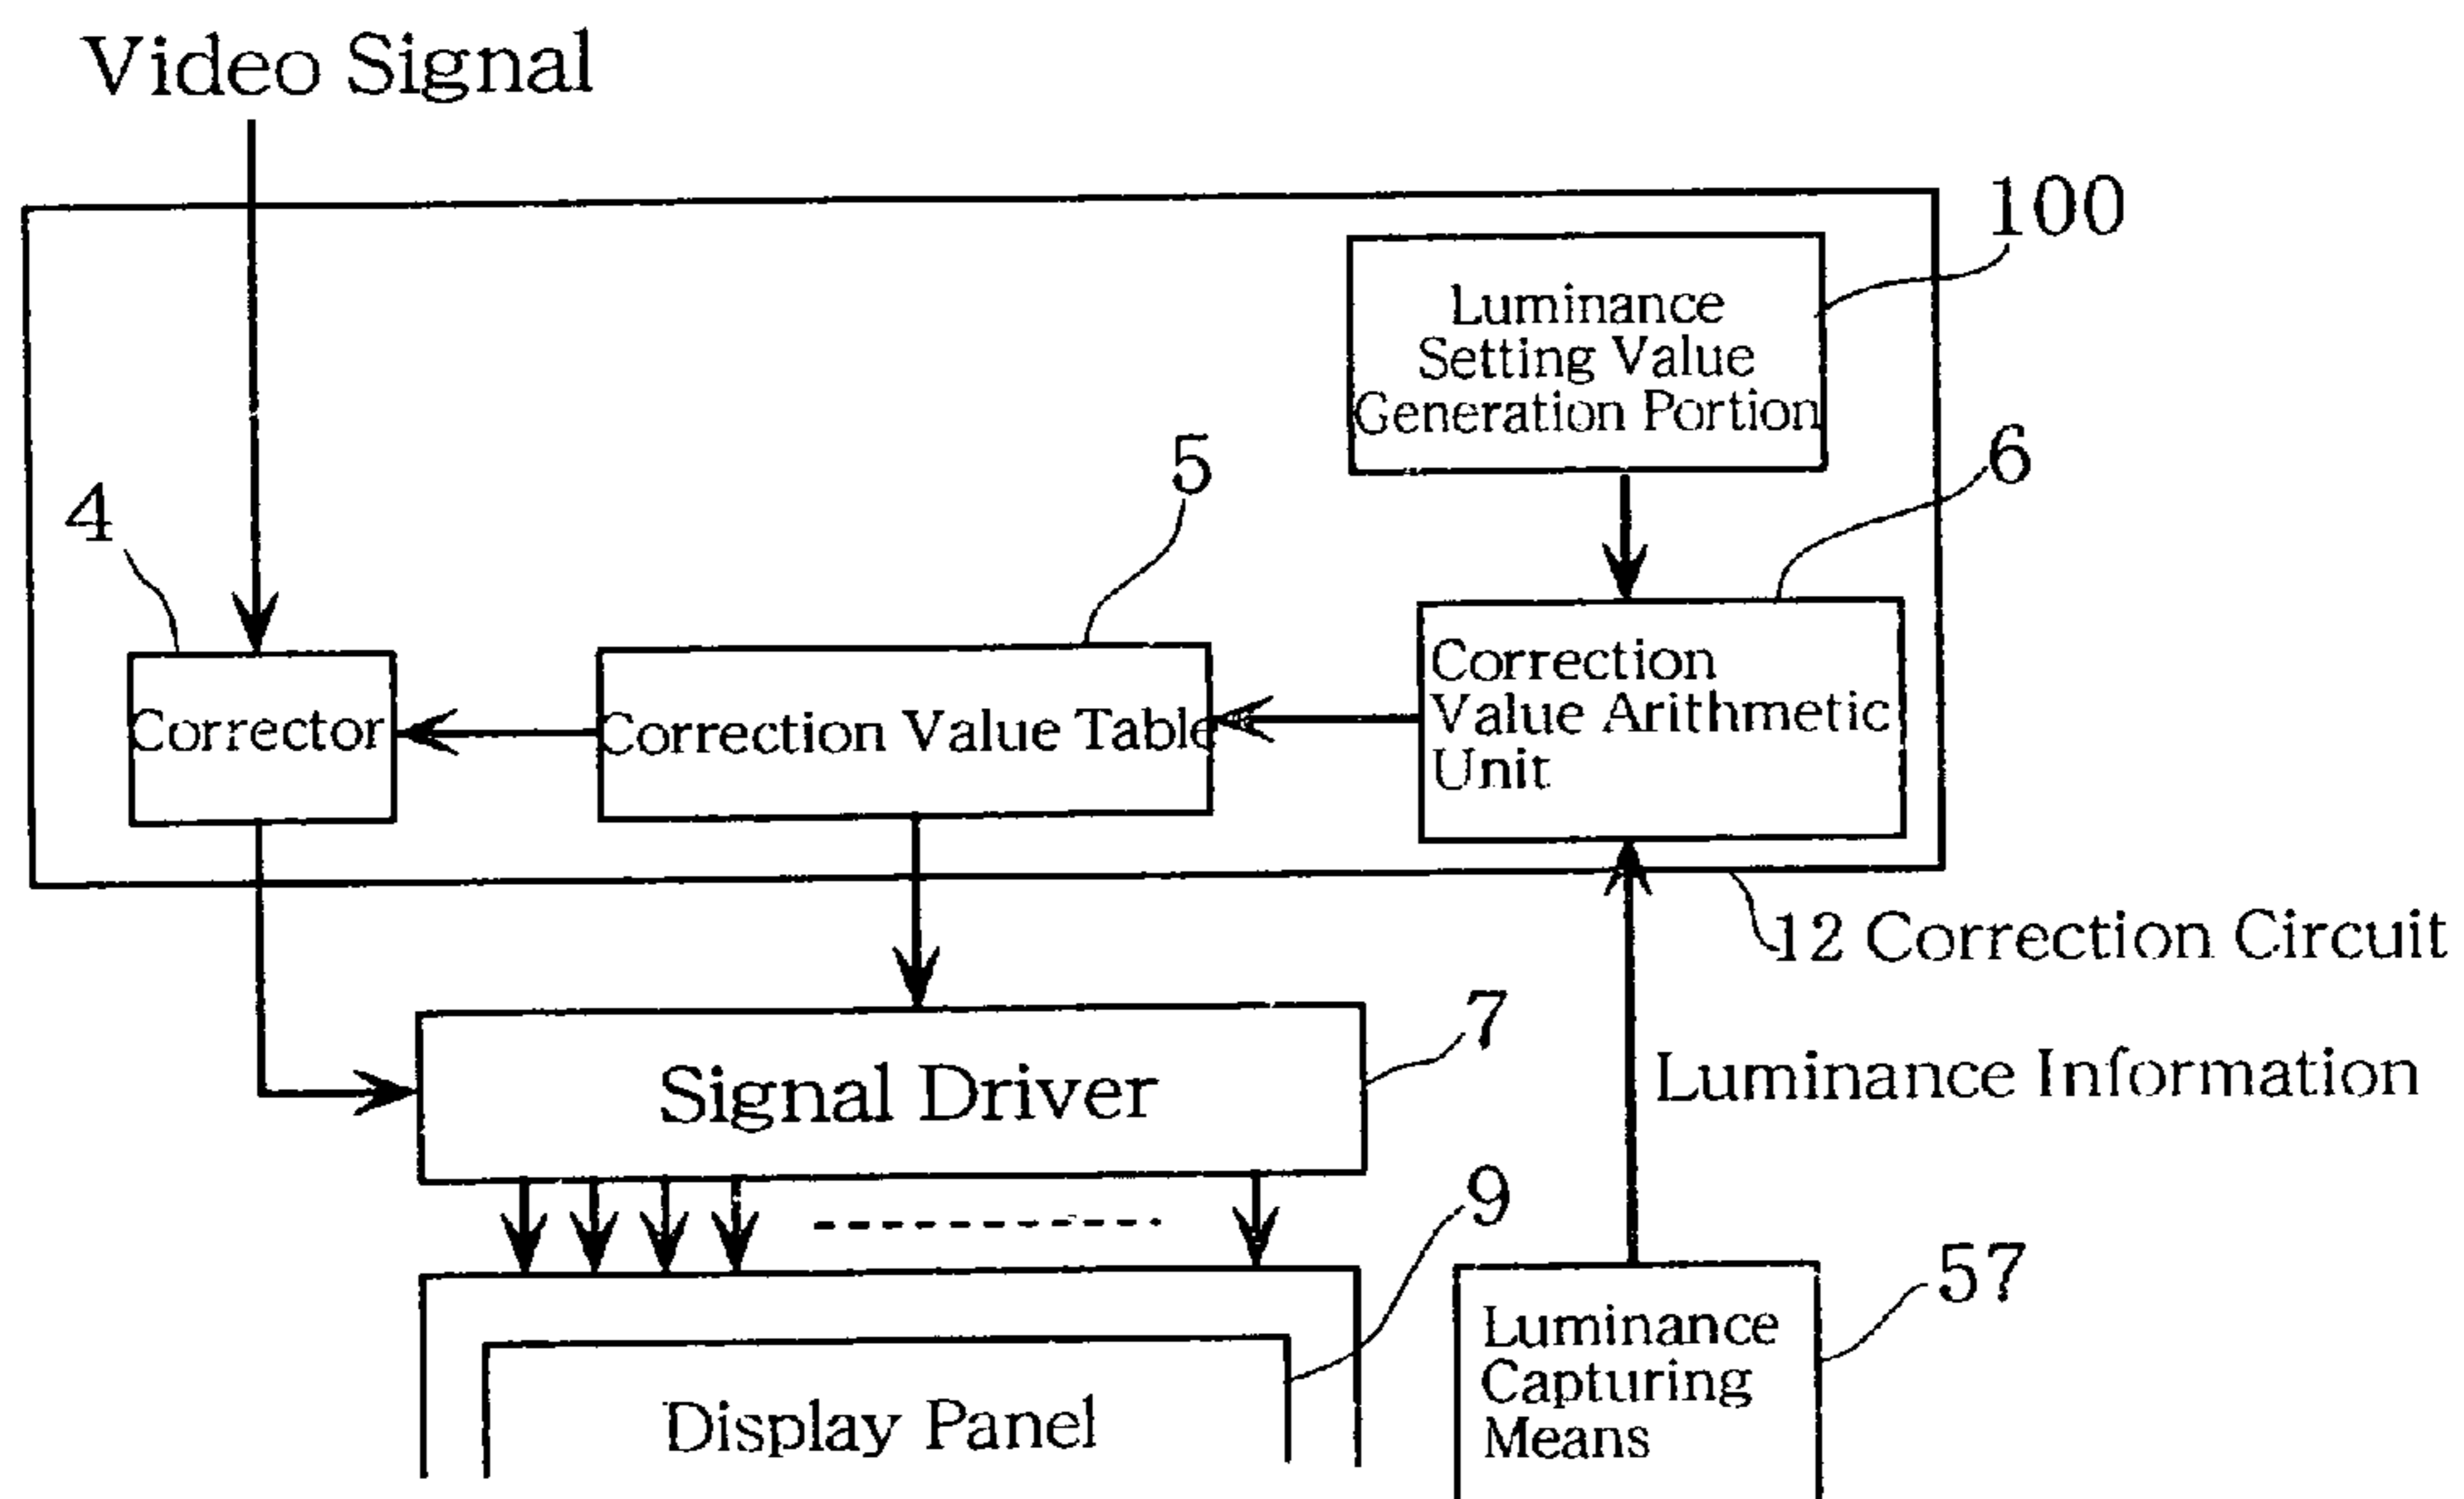 Video Signal
100
Luminance
Setting Value
Generation Portion
6
5
4
Correction
Value Arithmetic
Unit
Correction Value Table
Corrector
12 Correction Circuit
7
Luminance Information
Signal Driver
9
57
Luminance
Capturing
Means
Display Panel